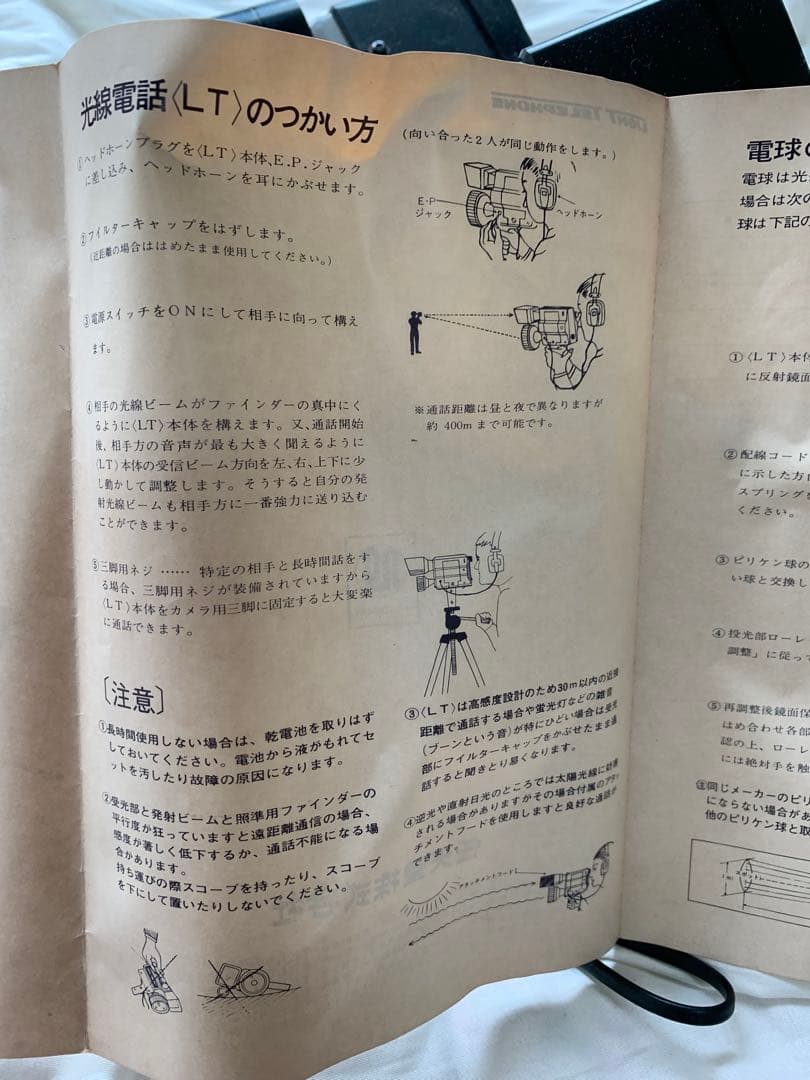 光線電話〈LT〉のつかい方
①ヘッドホーンプラグを〈LT〉本体、E.P.ジャック
に差し込み、ヘッドホーンを耳にかぶせます。
②フイルターキャップをはずします。
(近距離の場合ははめたまま使用してください。)
③電源スイッチをONにして相手に向って構え
ます。
④相手の光線ビームがファインダーの真中にく
るように〈LT〉本体を構えます。又、通話開始
後、相手方の音声が最も大きく聞えるように
〈LT〉本体の受信ビーム方向を左、右、上下に少
し動かして調整します。そうすると自分の発
射光線ビームも相手方に一番強力に送り込む
ことができます。
⑤三脚用ネジ……特定の相手と長時間話をす
る場合、三脚用ネジが装備されていますから
〈LT〉本体をカメラ用三脚に固定すると大変楽
に通話できます。
〔注意〕
①長時間使用しない場合は、乾電池を取りはず
しておいてください。電池から液がもれてセ
ットを汚したり故障の原因になります。
②受光部と発射ビームと照準用ファインダーの
平行度が狂っていますと遠距離通信の場合、
感度が著しく低下するか、通話不能になる場
合があります。
持ち運びの際スコープを持ったり、スコープ
を下にして置いたりしないでください。
LIGHT TELEPHONE
(向い合った2人が同じ動作をします。)
E.P
ジャック
ヘッドホーン
※通話距離は昼と夜で異なりますが
約 400mまで可能です。
③〈LT〉は高感度設計のため30m以内の近接
距離で通話する場合や蛍光灯などの雑音
(ブーンという音)が特にひどい場合は受光
部にフイルターキャップをかぶせたまま通
話すると聞きとり易くなります。
④逆光や直射日光のところでは太陽光線に妨害
される場合がありますがその場合付属のアタッ
チメントフードを使用しますと良好な通話が
できます。
アタッチメントフード
株式会社
電球の
電球は光
場合は次の
球は下記の
①〈LT〉本体
に反射鏡面
②配線コード
に示した方
スプリングを
ください。
③ピリケン球の
い球と交換し
④投光部ローレ
調整」に従って
⑤再調整後鏡面保
はめ合わせ各部
認の上、ローレ
には絶対手を触
㊟同じメーカーのピリ
にならない場合があ
他のピリケン球と取